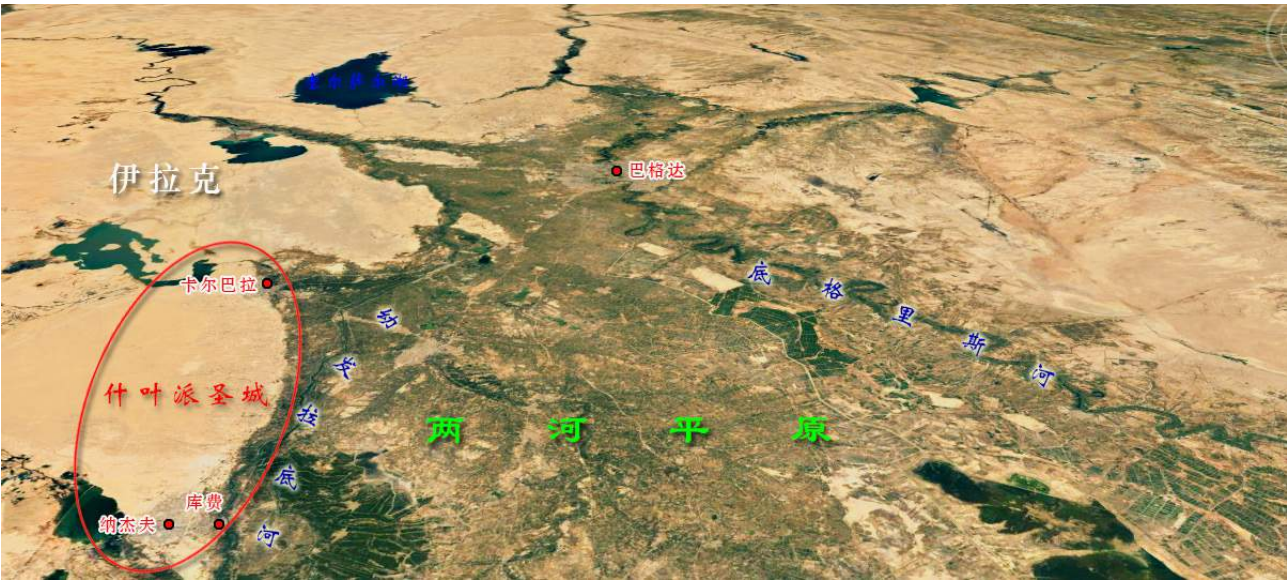 伊拉克
巴格达
卡尔巴拉
底格里斯河
幼发拉底河
什叶派圣城
两河平原
库费
纳杰夫